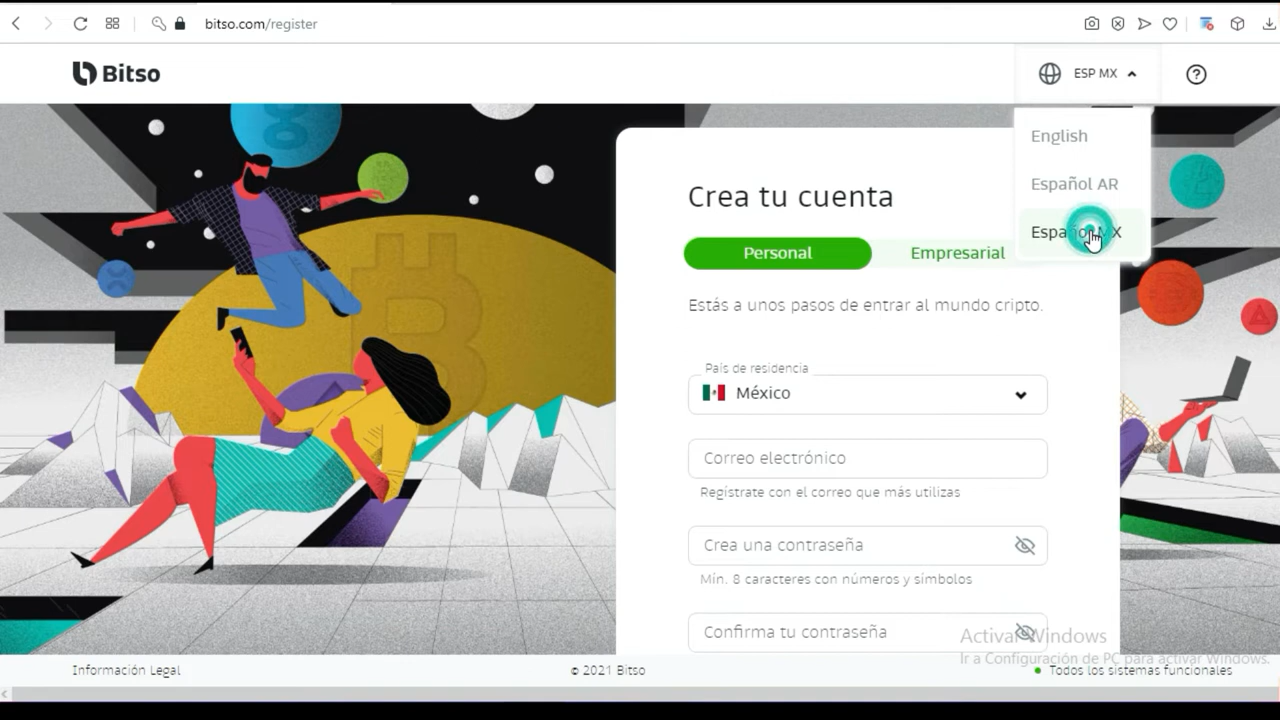 bitso.com/register
Bitso
ESP MX
English
Español AR
Español MX
Crea tu cuenta
Personal
Empresarial
Estás a unos pasos de entrar al mundo cripto.
País de residencia
México
Correo electrónico
Regístrate con el correo que más utilizas
Crea una contraseña
Mín. 8 caracteres con números y símbolos
Confirma tu contraseña
Activar Windows
Ir a Configuración de PC para activar Windows.
Información Legal
© 2021 Bitso
Todos los sistemas funcionales